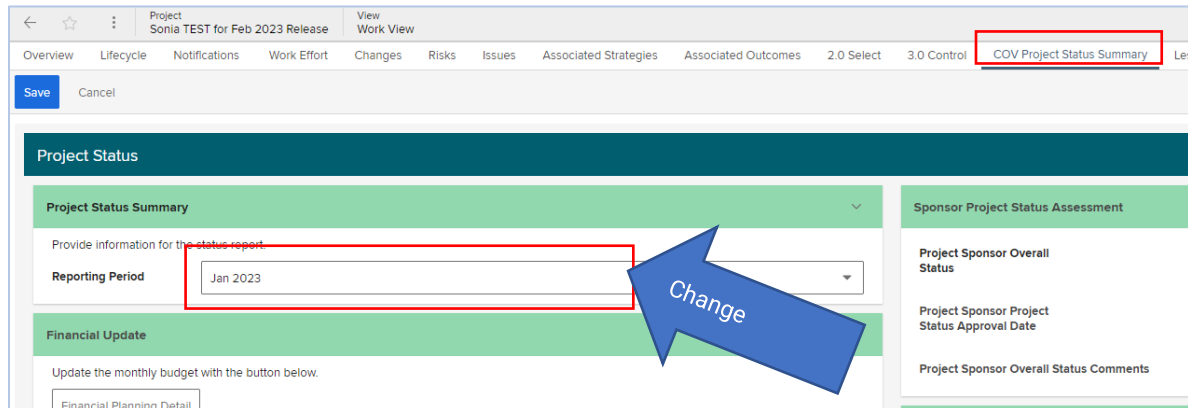 Project
Sonia TEST for Feb 2023 Release
View
Work View
Overview Lifecycle Notifications Work Effort Changes Risks Issues Associated Strategies Associated Outcomes 2.0 Select 3.0 Control COV Project Status Summary
Save Cancel
Project Status
Project Status Summary
Provide information for the status report.
Reporting Period
Jan 2023
Change
Financial Update
Update the monthly budget with the button below.
Financial Planning Detail
Sponsor Project Status Assessment
Project Sponsor Overall
Status
Project Sponsor Project
Status Approval Date
Project Sponsor Overall Status Comments